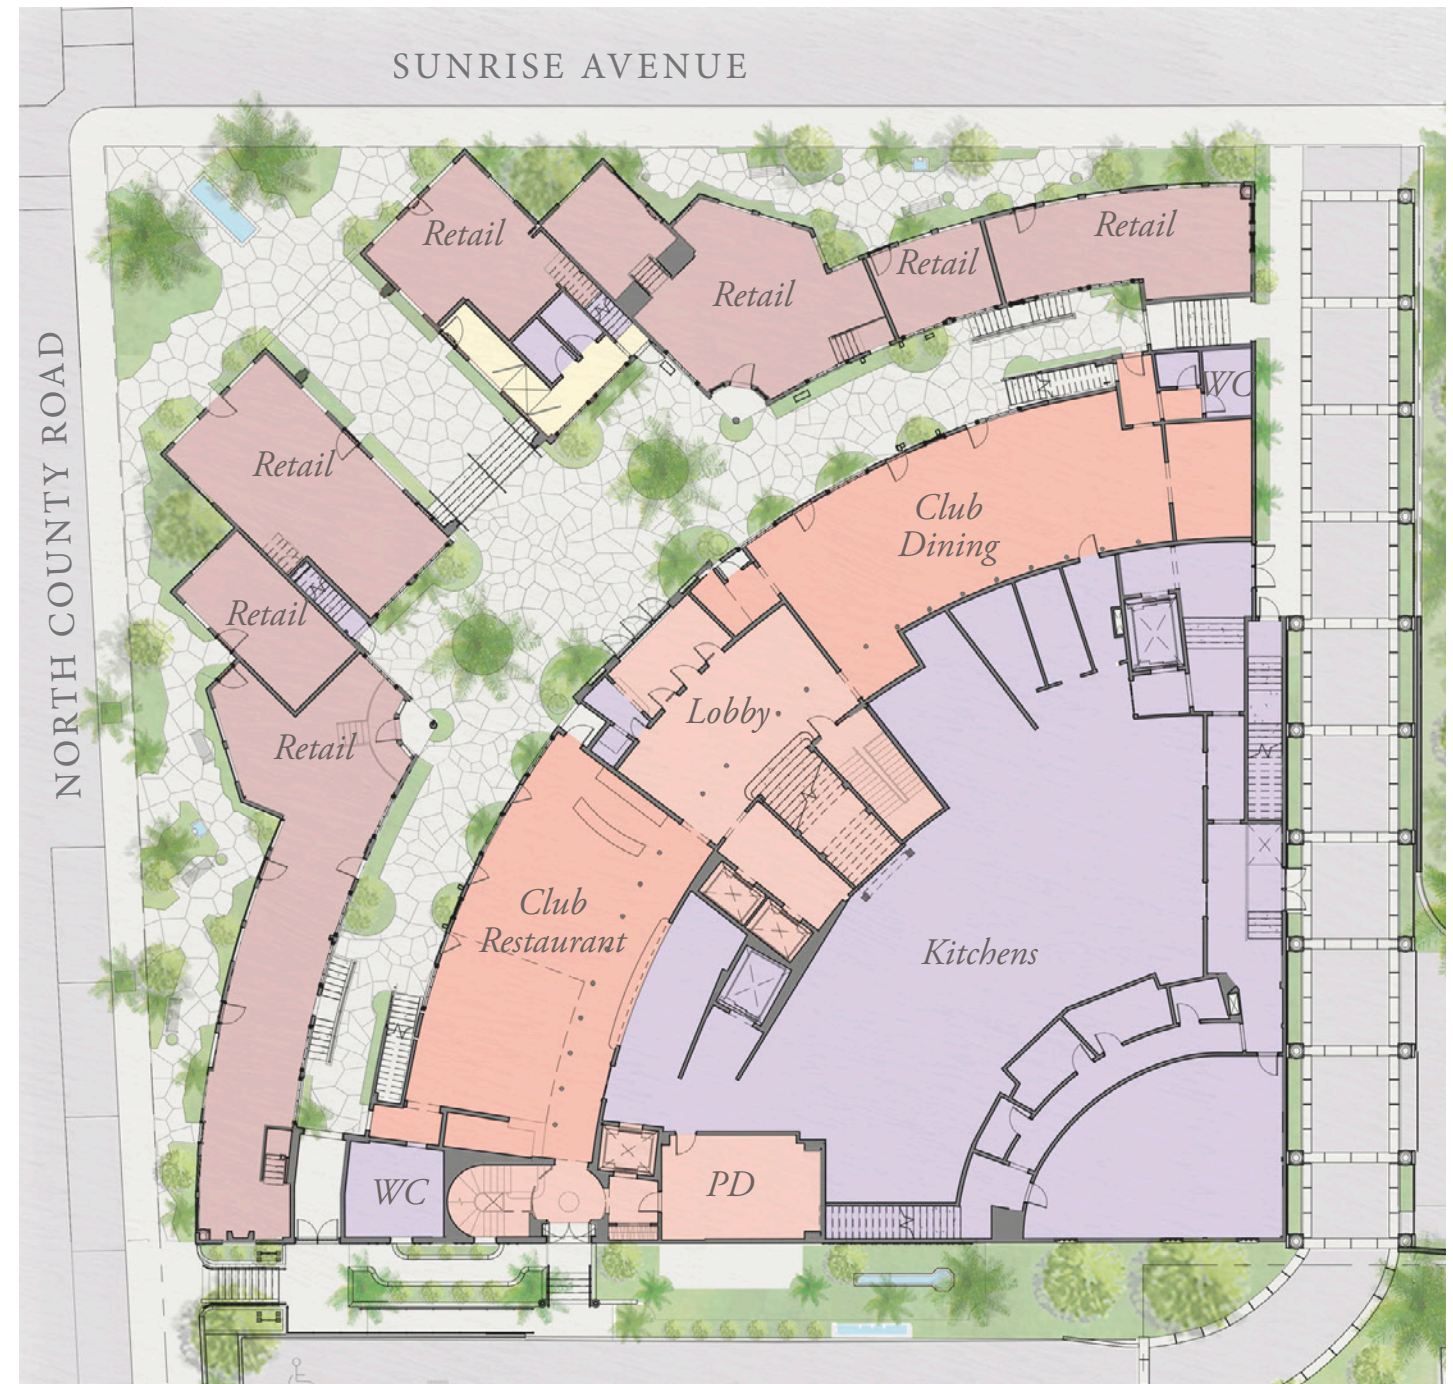 SUNRISE AVENUE
Retail
Retail
Retail
Retail
NORTH COUNTY ROAD
WC
Retail
Club
Dining
Retail
Lobby
Retail
Club
Restaurant
Kitchens
WC
PD